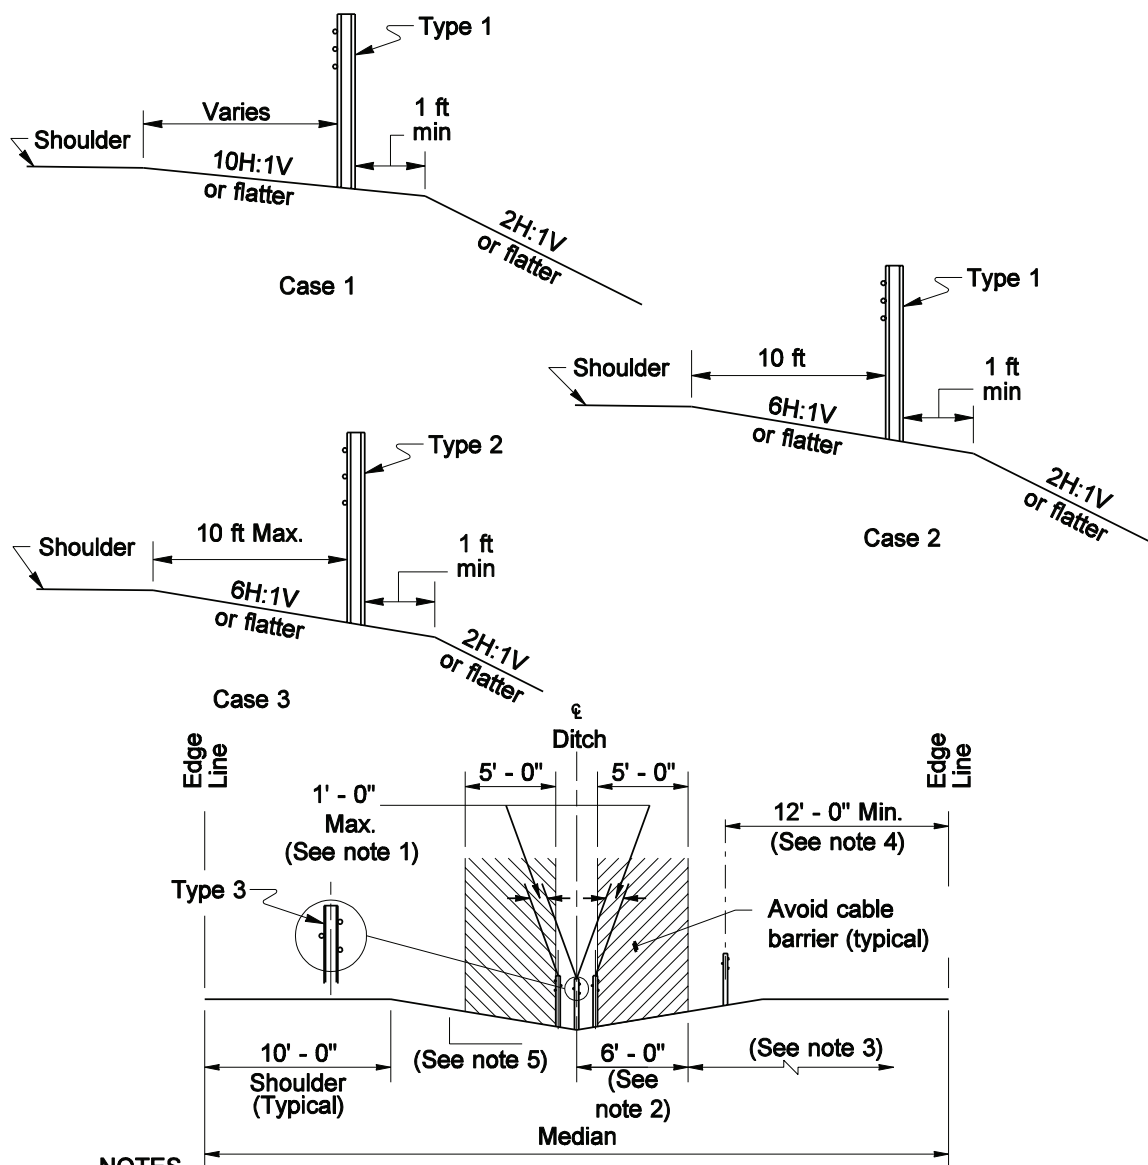 Type 1
Varies
1 ft
min
Shoulder
10H:1V
or flatter
2H:1V
or flatter
Case 1
Type 1
10 ft
1 ft
min
Shoulder
6H:1V
or flatter
2H:1V
or flatter
Case 2
Type 2
10 ft Max.
1 ft
min
Shoulder
6H:1V
or flatter
2H:1V
or flatter
Case 3
℄
Ditch
Edge
Line
Edge
Line
5' - 0"
5' - 0"
1' - 0"
Max.
(See note 1)
12' - 0" Min.
(See note 4)
Type 3
Avoid cable
barrier (typical)
10' - 0"
Shoulder
(Typical)
(See note 5)
6' - 0"
(See
note 2)
(See note 3)
Median
NOTES